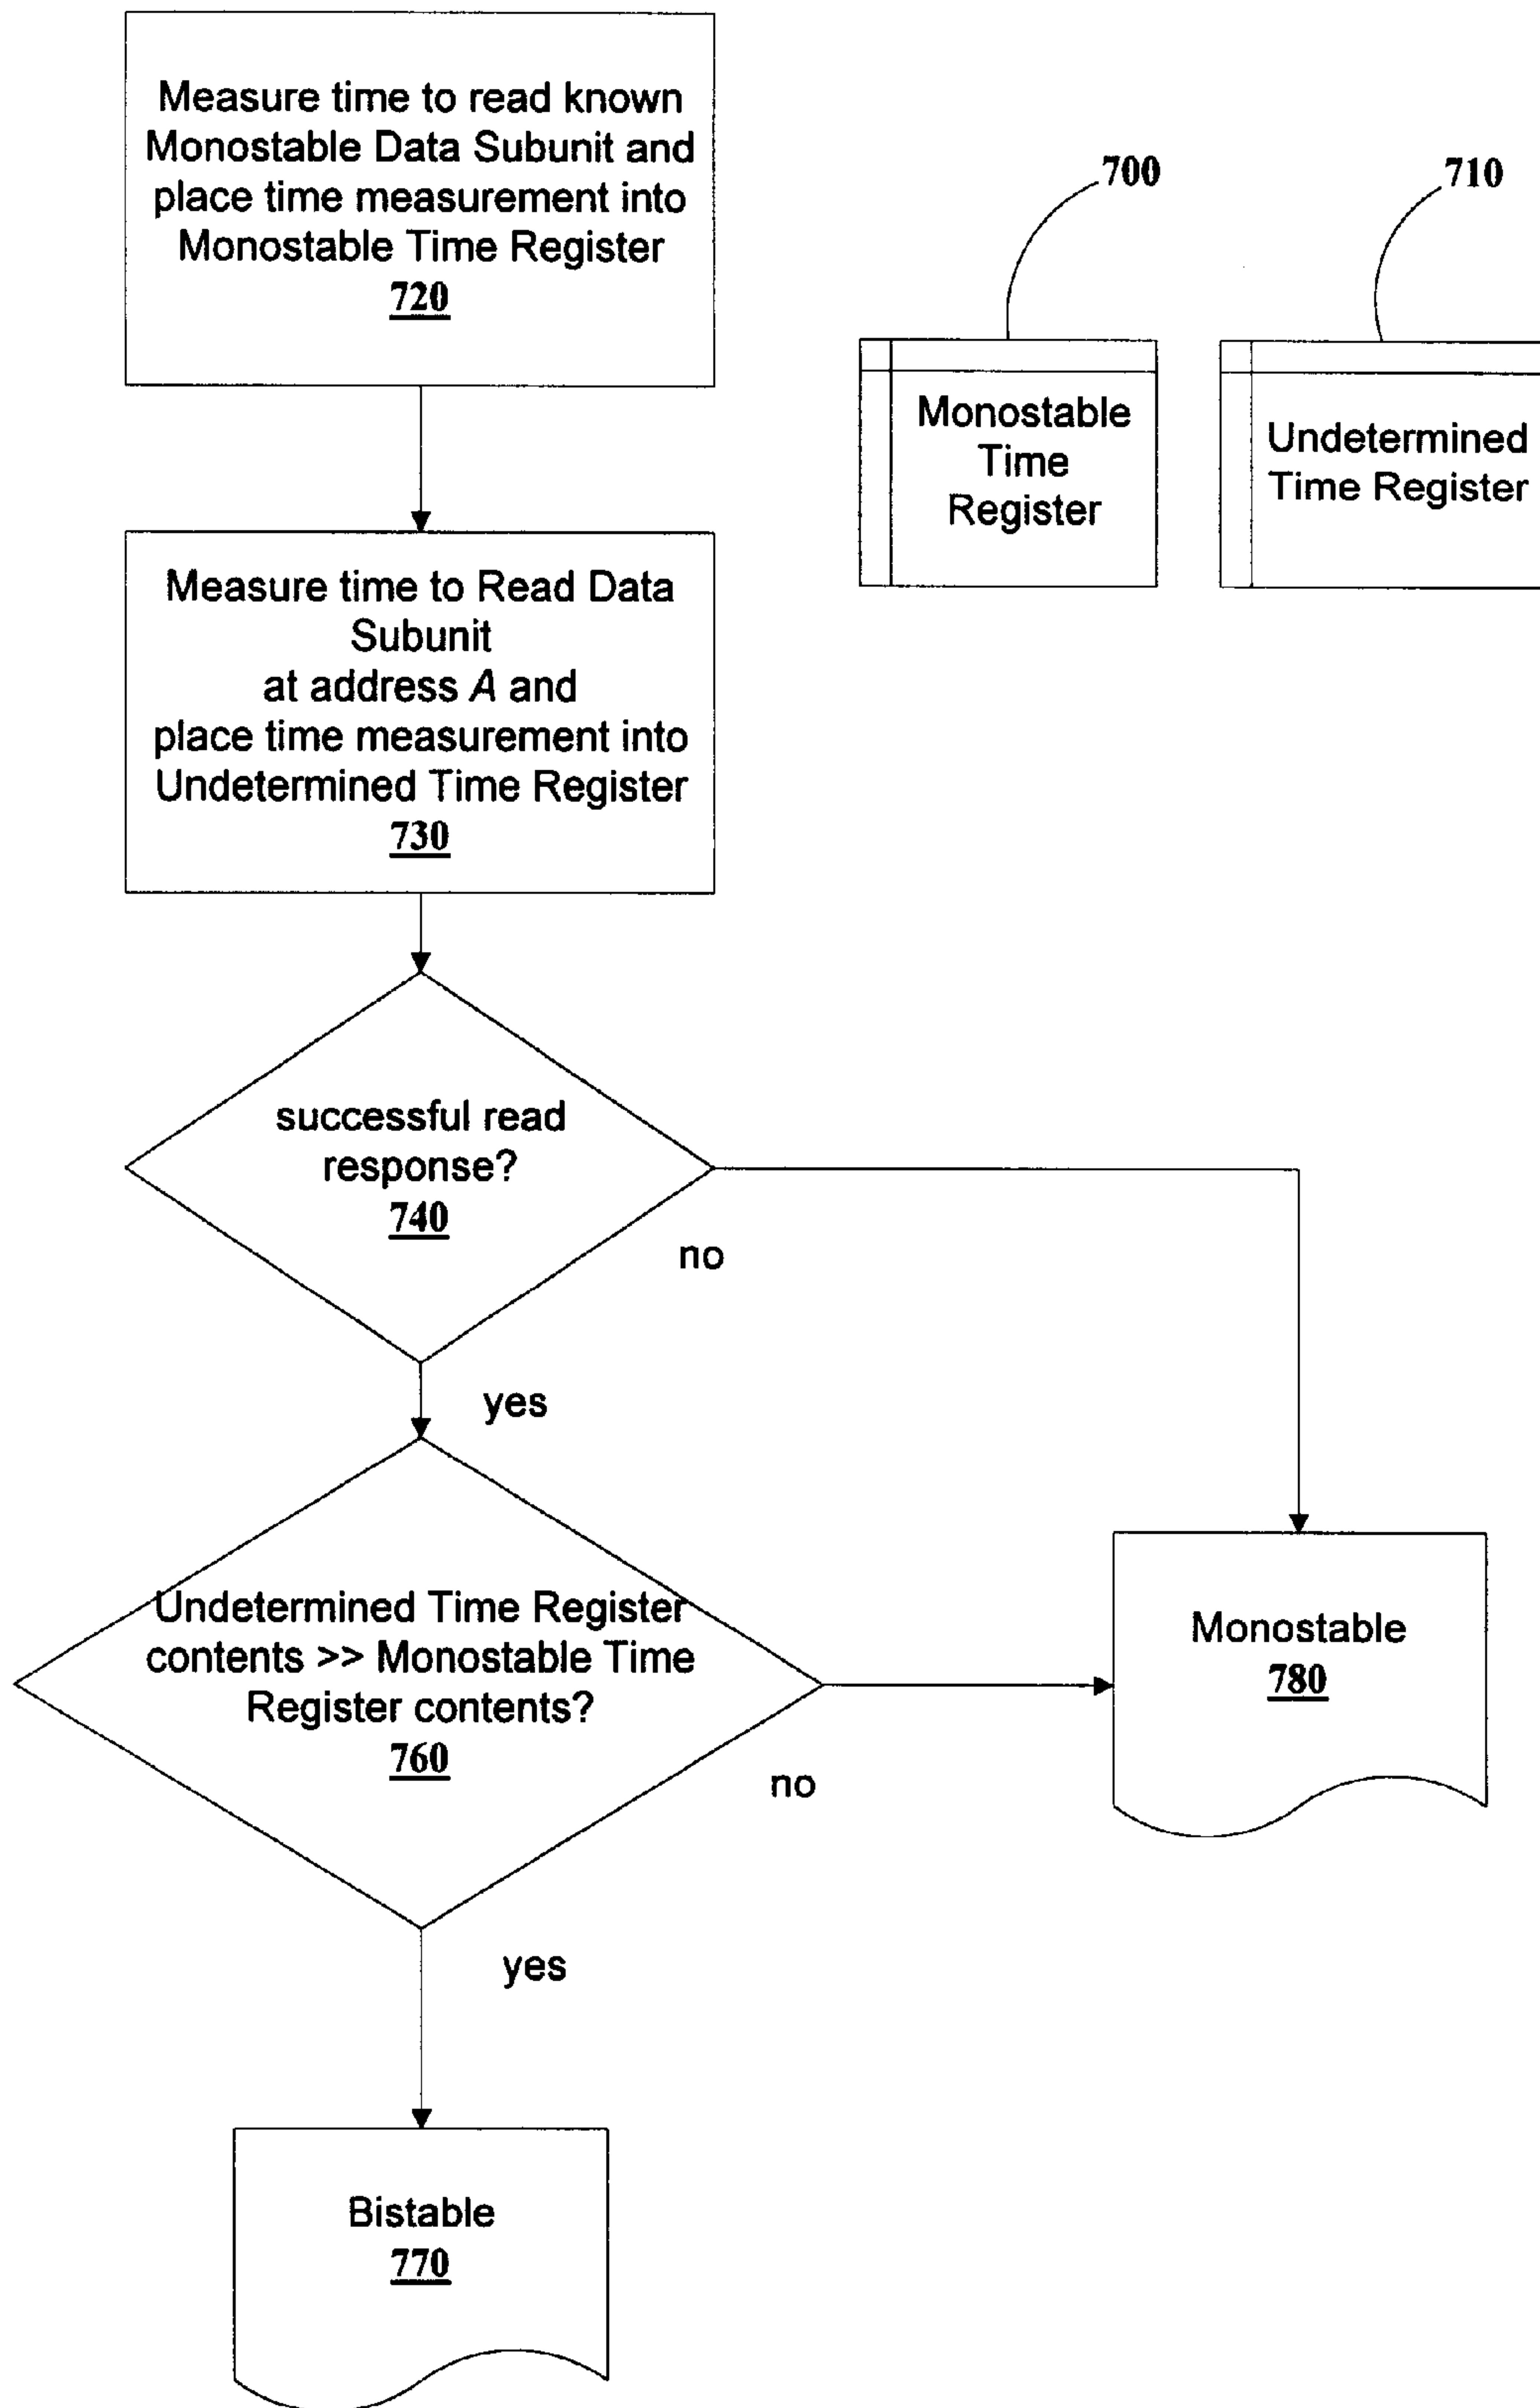 Measure time to read known
Monostable Data Subunit and
place time measurement into
Monostable Time Register
720
700
710
Monostable
Time
Register
Undetermined
Time Register
Measure time to Read Data
Subunit
at address A and
place time measurement into
Undetermined Time Register
730
successful read
response?
740
no
yes
Undetermined Time Register
contents >> Monostable Time
Register contents?
760
no
Monostable
780
yes
Bistable
770